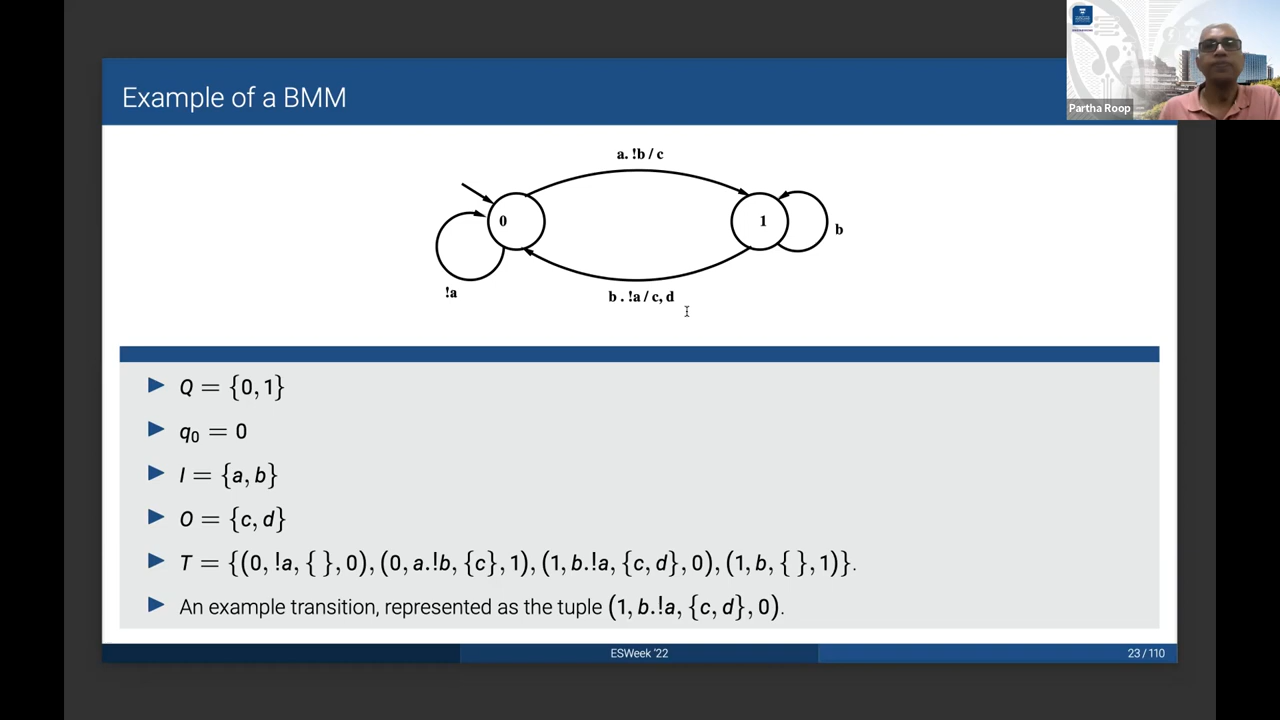 Partha Roop
Example of a BMM
a. !b / c
0
1
b
!a
b . !a / c, d
▶ Q = {0, 1}
▶ q₀ = 0
▶ I = {a, b}
▶ O = {c, d}
▶ T = {(0, !a, { }, 0), (0, a.!b, {c}, 1), (1, b.!a, {c, d}, 0), (1, b, { }, 1)}.
▶ An example transition, represented as the tuple (1, b.!a, {c, d}, 0).
ESWeek '22
23 / 110